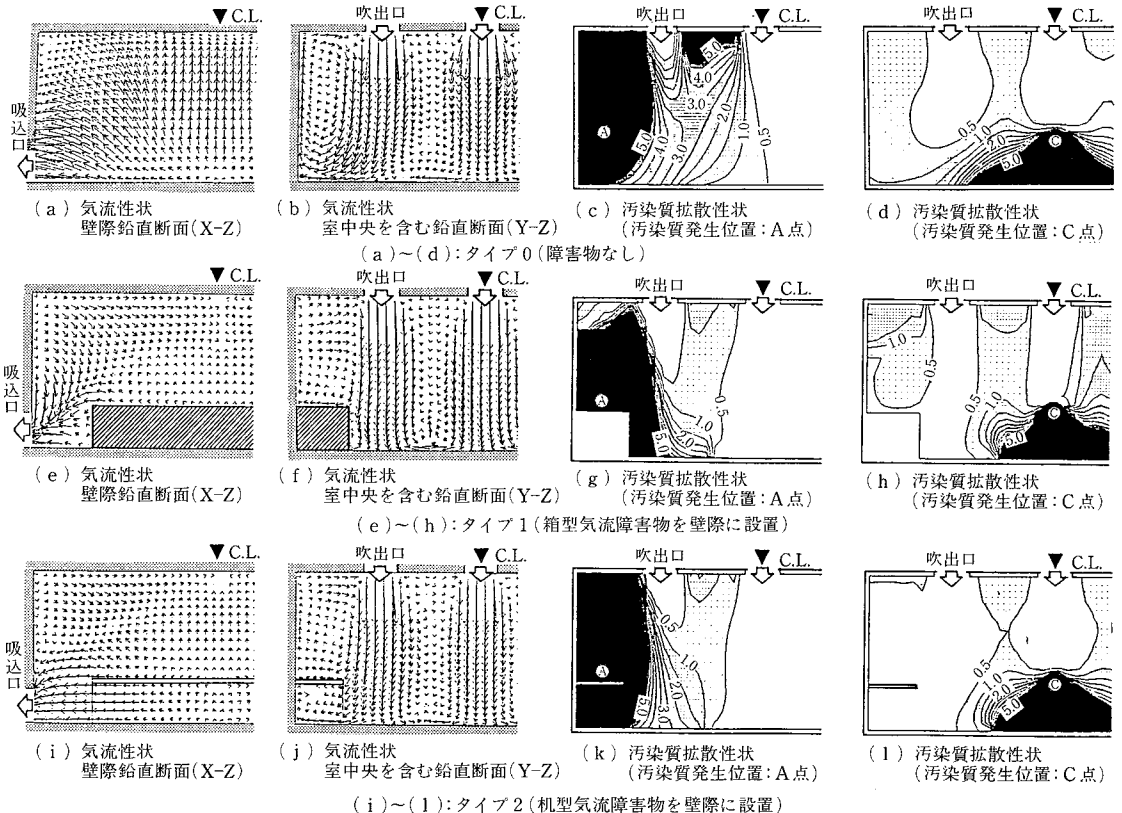 ▼ C.L.
吹出口
▼ C.L.
吹出口
▼ C.L.
吹出口
▼ C.L.
吸込口
A
5.0
4.0
3.0
5.0
4.0
3.0
2.0
1.0
0.5
0.5
1.0
2.0
5.0
C
(a) 気流性状
壁際鉛直断面(X-Z)
(b) 気流性状
室中央を含む鉛直断面(Y-Z)
(c) 汚染質拡散性状
(汚染質発生位置:A点)
(d) 汚染質拡散性状
(汚染質発生位置:C点)
(a)~(d):タイプ0(障害物なし)
▼ C.L.
吹出口
▼ C.L.
吹出口
▼ C.L.
吹出口
▼ C.L.
吸込口
A
0.5
1.0
2.0
5.0
1.0
0.5
0.5
1.0
0.5
5.0
C
(e) 気流性状
壁際鉛直断面(X-Z)
(f) 気流性状
室中央を含む鉛直断面(Y-Z)
(g) 汚染質拡散性状
(汚染質発生位置:A点)
(h) 汚染質拡散性状
(汚染質発生位置:C点)
(e)~(h):タイプ1(箱型気流障害物を壁際に設置)
▼ C.L.
吹出口
▼ C.L.
吹出口
▼ C.L.
吹出口
▼ C.L.
吸込口
A
0.5
1.0
2.0
3.0
5.0
0.5
1.0
2.0
5.0
C
(i) 気流性状
壁際鉛直断面(X-Z)
(j) 気流性状
室中央を含む鉛直断面(Y-Z)
(k) 汚染質拡散性状
(汚染質発生位置:A点)
(l) 汚染質拡散性状
(汚染質発生位置:C点)
(i)~(l):タイプ2(机型気流障害物を壁際に設置)